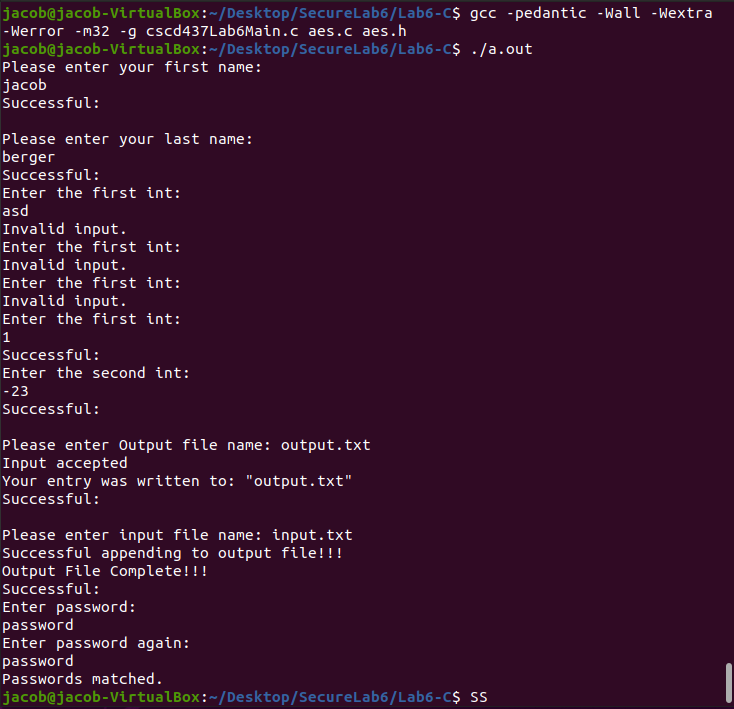 jacob@jacob-VirtualBox:~/Desktop/SecureLab6/Lab6-C$ gcc -pedantic -Wall -Wextra
-Werror -m32 -g cscd437Lab6Main.c aes.c aes.h
jacob@jacob-VirtualBox:~/Desktop/SecureLab6/Lab6-C$ ./a.out
Please enter your first name:
jacob
Successful:

Please enter your last name:
berger
Successful:
Enter the first int:
asd
Invalid input.
Enter the first int:
Invalid input.
Enter the first int:
Invalid input.
Enter the first int:
1
Successful:
Enter the second int:
-23
Successful:

Please enter Output file name: output.txt
Input accepted
Your entry was written to: "output.txt"
Successful:

Please enter input file name: input.txt
Successful appending to output file!!!
Output File Complete!!!
Successful:
Enter password:
password
Enter password again:
password
Passwords matched.
jacob@jacob-VirtualBox:~/Desktop/SecureLab6/Lab6-C$ SS